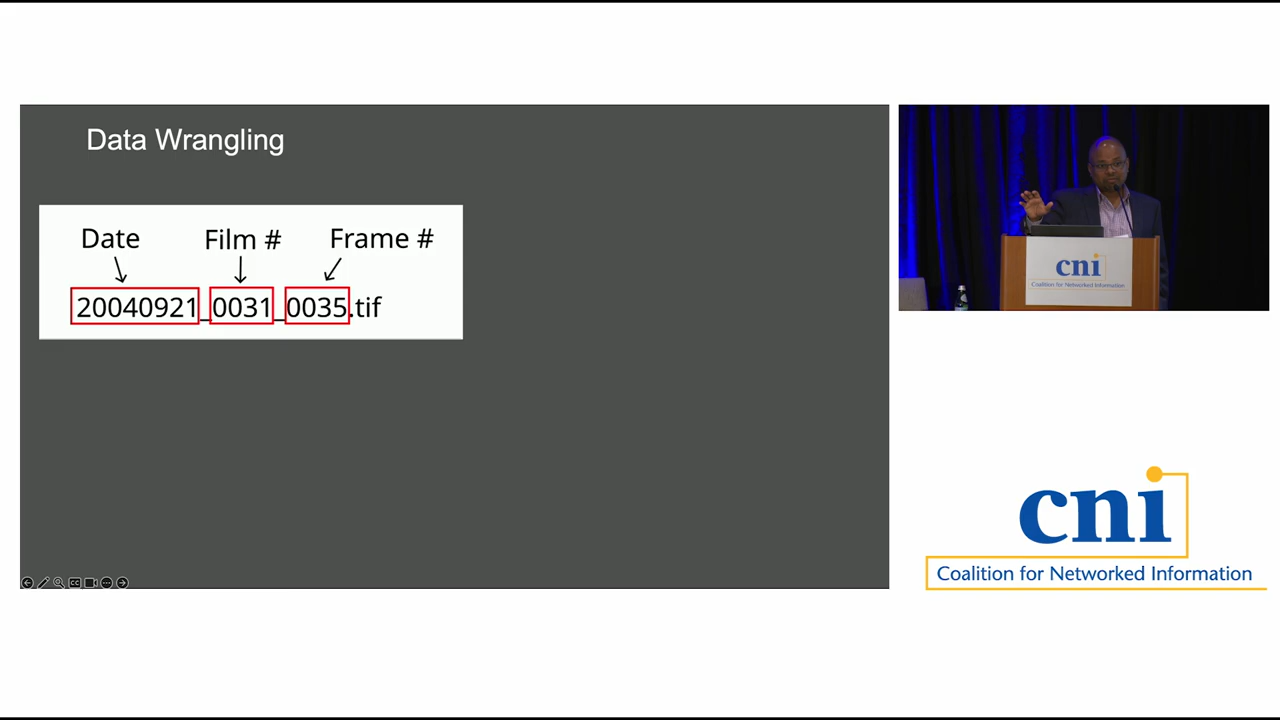 Data Wrangling
Date Film # Frame #
20040921_0031_0035.tif
cni
Coalition for Networked Information
cni
Coalition for Networked Information